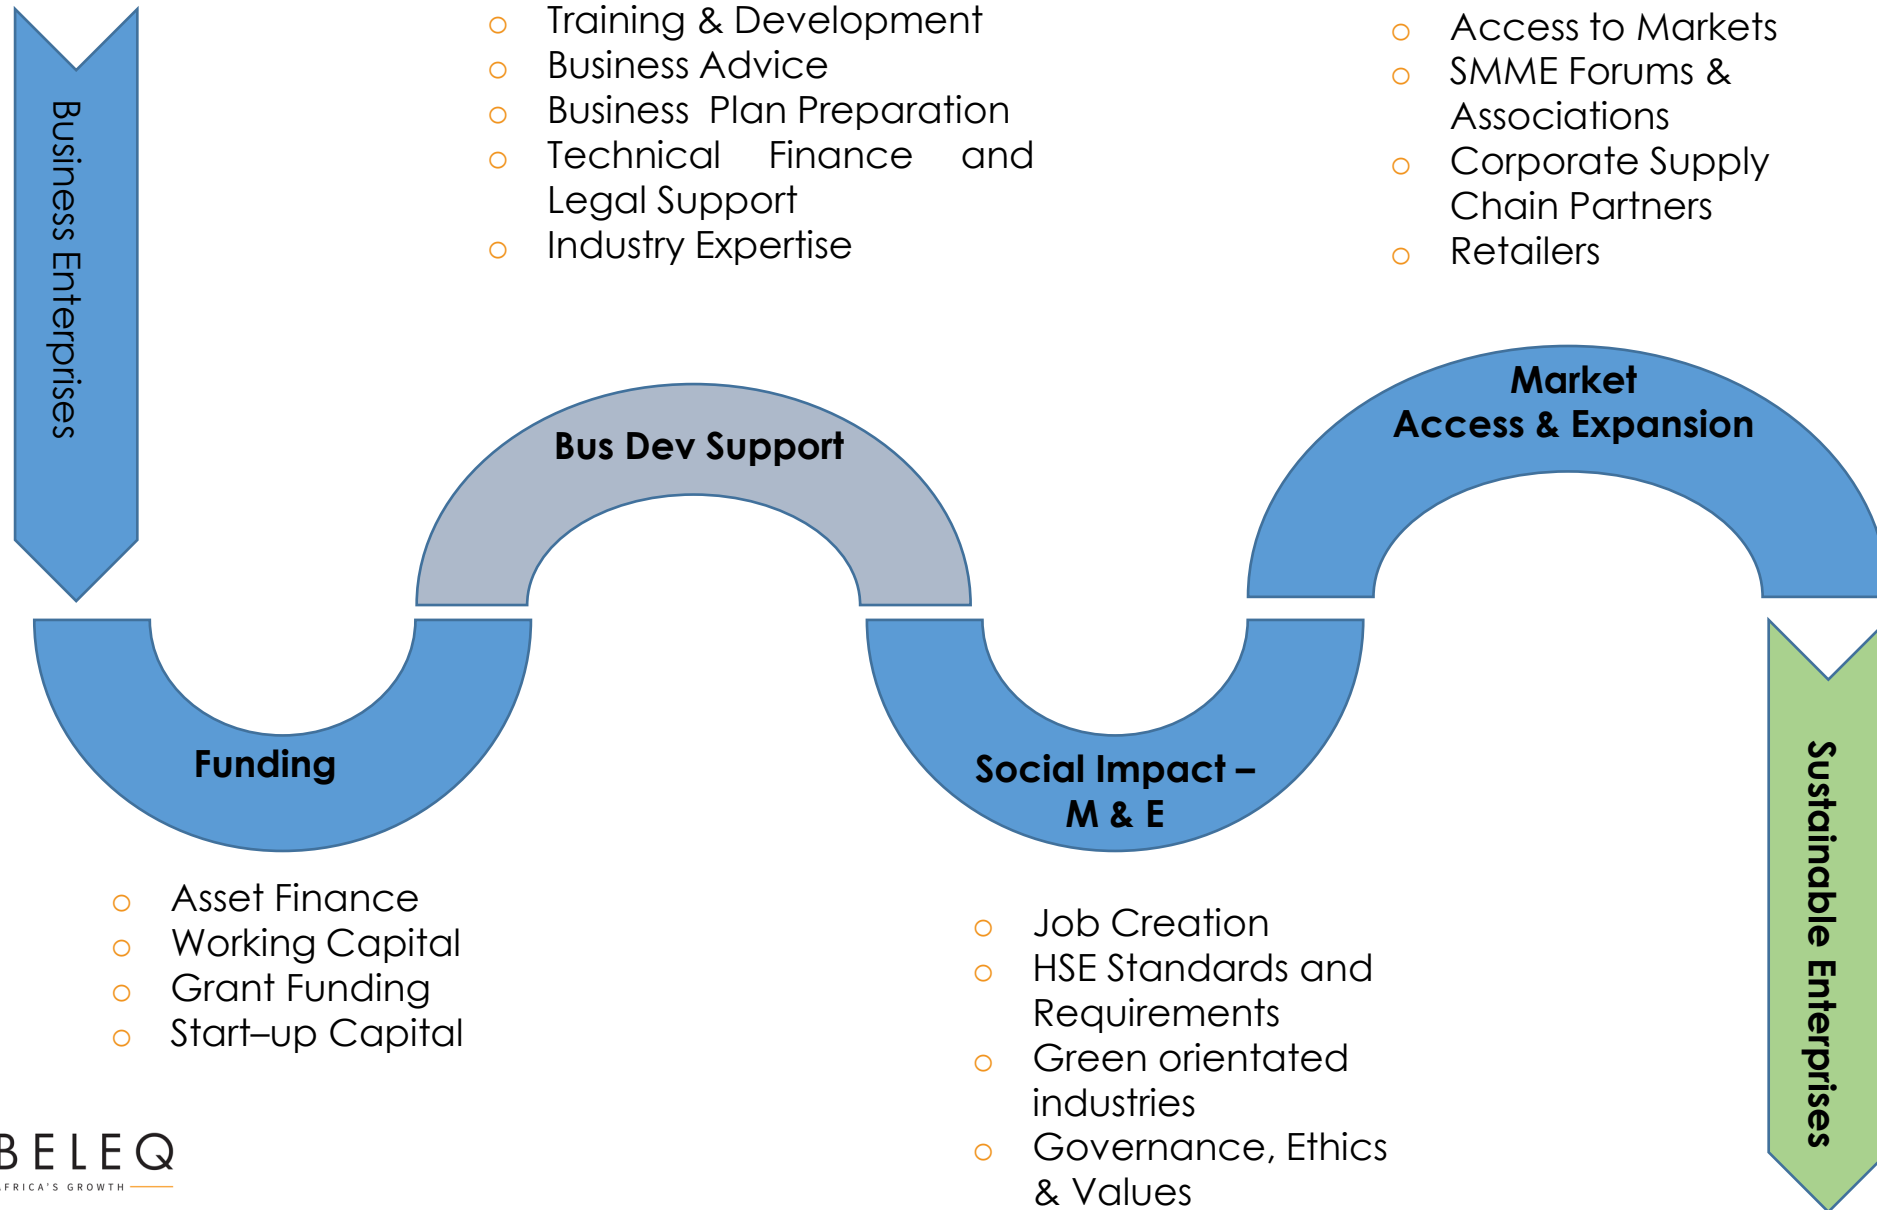 Business Enterprises
Training & Development
Business Advice
Business Plan Preparation
Technical Finance and
Legal Support
Industry Expertise
Access to Markets
SMME Forums &
Associations
Corporate Supply
Chain Partners
Retailers
Bus Dev Support
Market
Access & Expansion
Funding
Social Impact –
M & E
Sustainable Enterprises
Asset Finance
Working Capital
Grant Funding
Start–up Capital
Job Creation
HSE Standards and
Requirements
Green orientated
industries
Governance, Ethics
& Values
BELEQ
AFRICA'S GROWTH